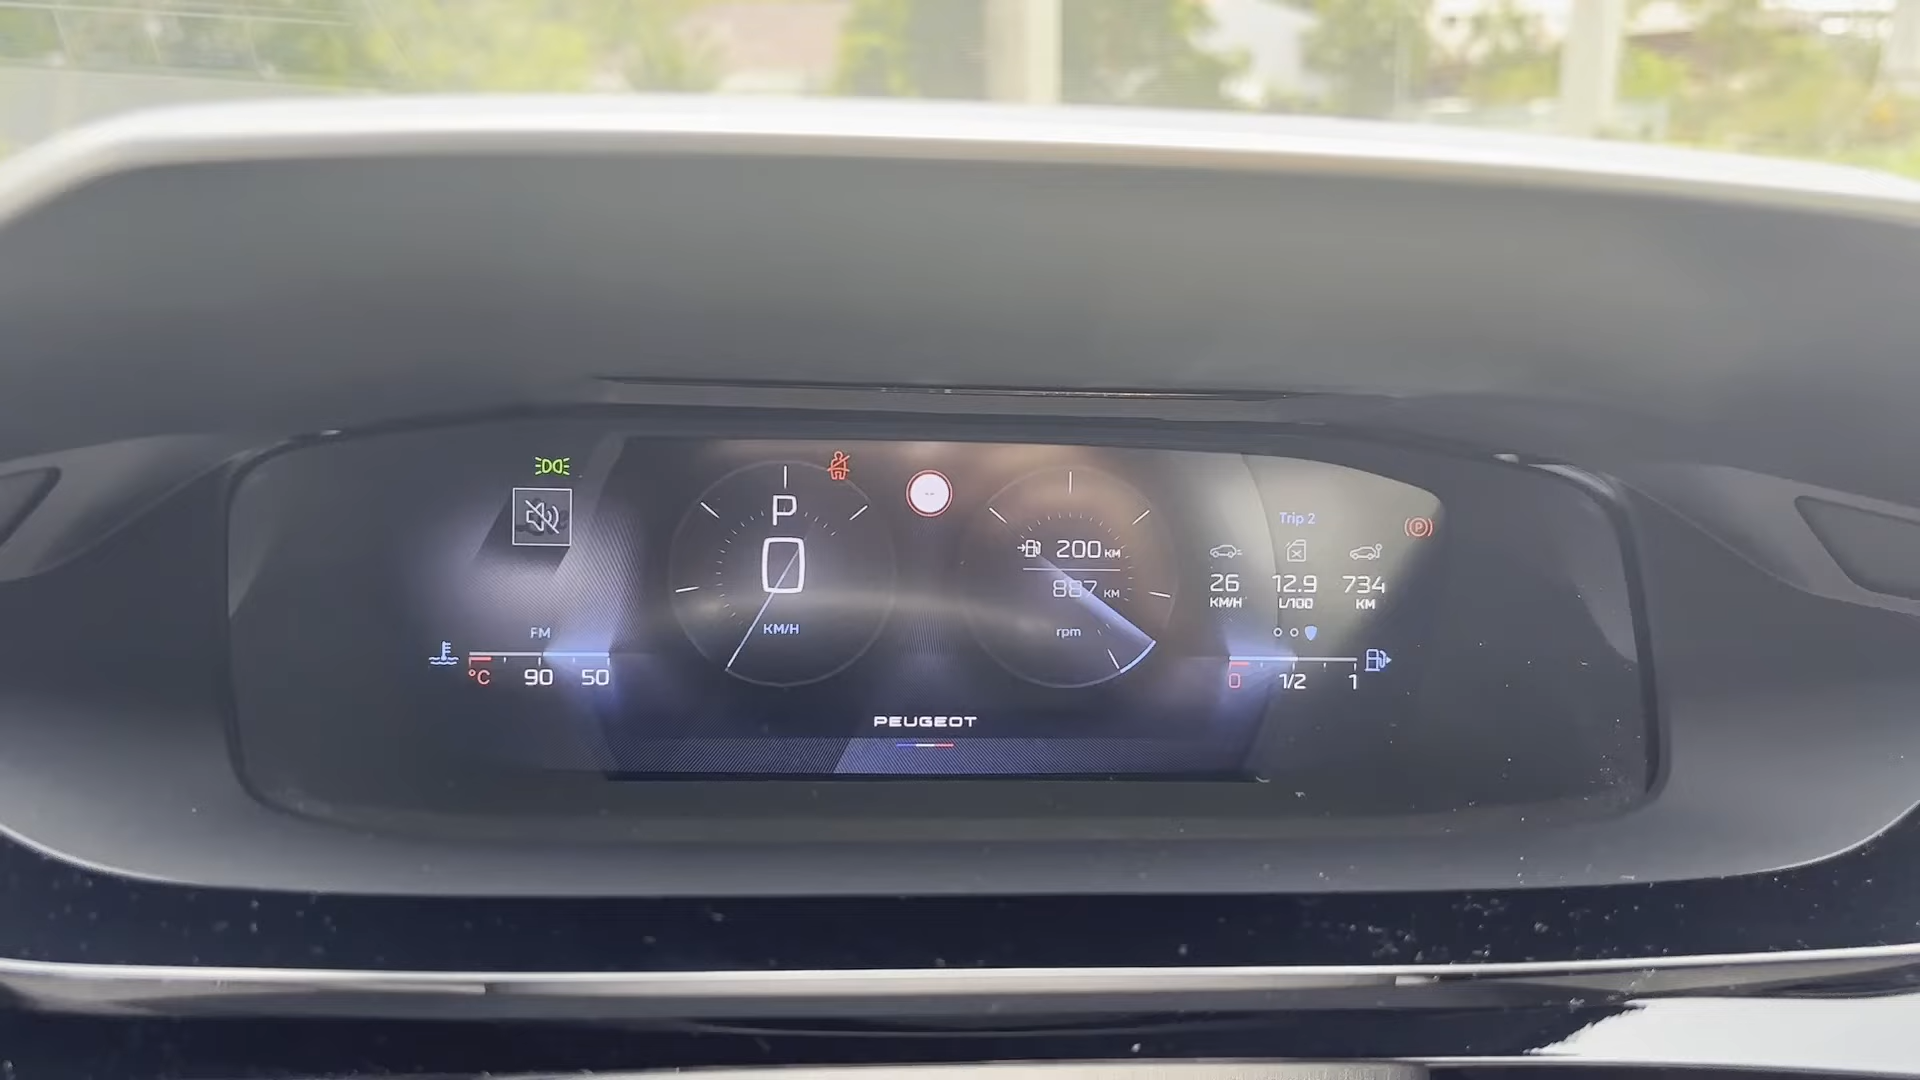 P
--
0
KM/H
FM
°C 90 50
200 KM
887 KM
rpm
Trip 2
P
26 12.9 734
KM/H L/100 KM
0 1/2 1
PEUGEOT